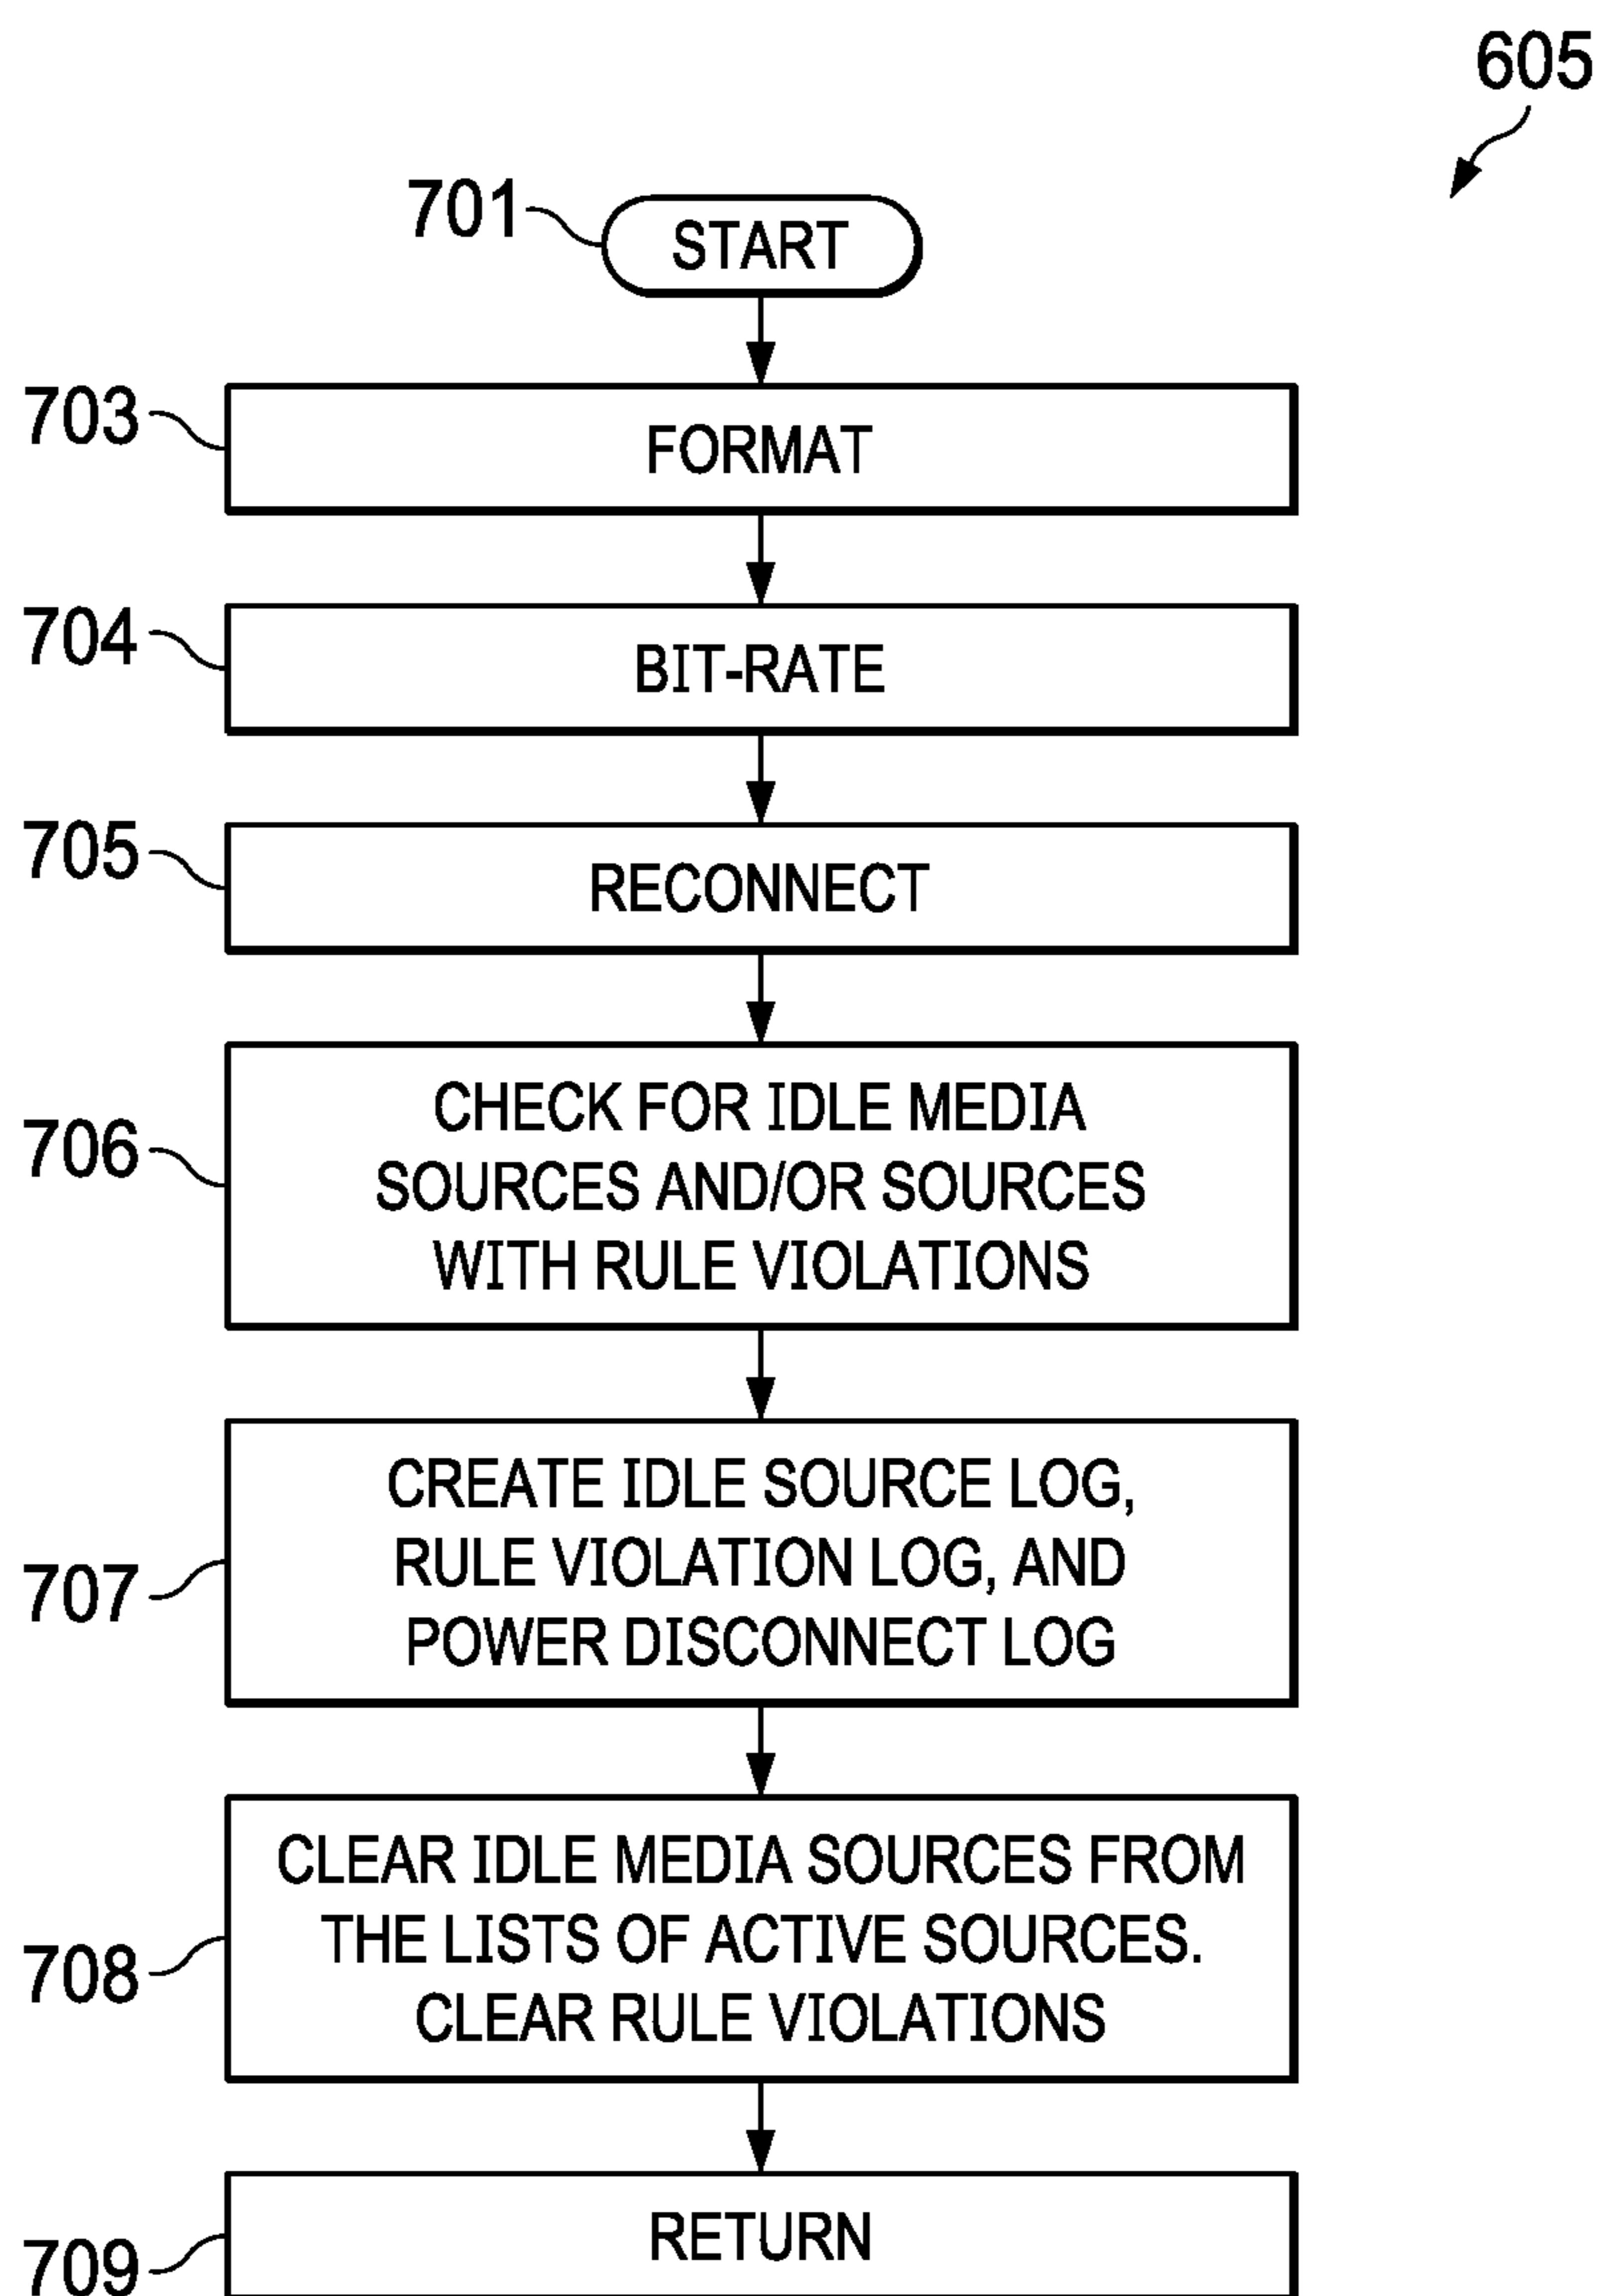 605
701
START
703
FORMAT
704
BIT-RATE
705
RECONNECT
706
CHECK FOR IDLE MEDIA
SOURCES AND/OR SOURCES
WITH RULE VIOLATIONS
707
CREATE IDLE SOURCE LOG,
RULE VIOLATION LOG, AND
POWER DISCONNECT LOG
708
CLEAR IDLE MEDIA SOURCES FROM
THE LISTS OF ACTIVE SOURCES.
CLEAR RULE VIOLATIONS
709
RETURN